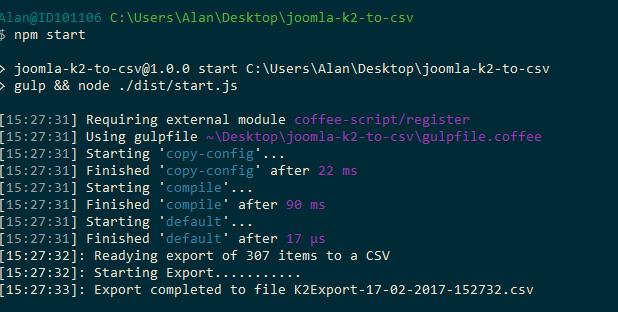 Alan@ID101106 C:\Users\Alan\Desktop\joomla-k2-to-csv
$ npm start
> joomla-k2-to-csv@1.0.0 start C:\Users\Alan\Desktop\joomla-k2-to-csv
> gulp && node ./dist/start.js
[15:27:31] Requiring external module coffee-script/register
[15:27:31] Using gulpfile ~\Desktop\joomla-k2-to-csv\gulpfile.coffee
[15:27:31] Starting 'copy-config'...
[15:27:31] Finished 'copy-config' after 22 ms
[15:27:31] Starting 'compile'...
[15:27:31] Finished 'compile' after 90 ms
[15:27:31] Starting 'default'...
[15:27:31] Finished 'default' after 17 μs
[15:27:32]: Readying export of 307 items to a CSV
[15:27:32]: Starting Export...........
[15:27:33]: Export completed to file K2Export-17-02-2017-152732.csv